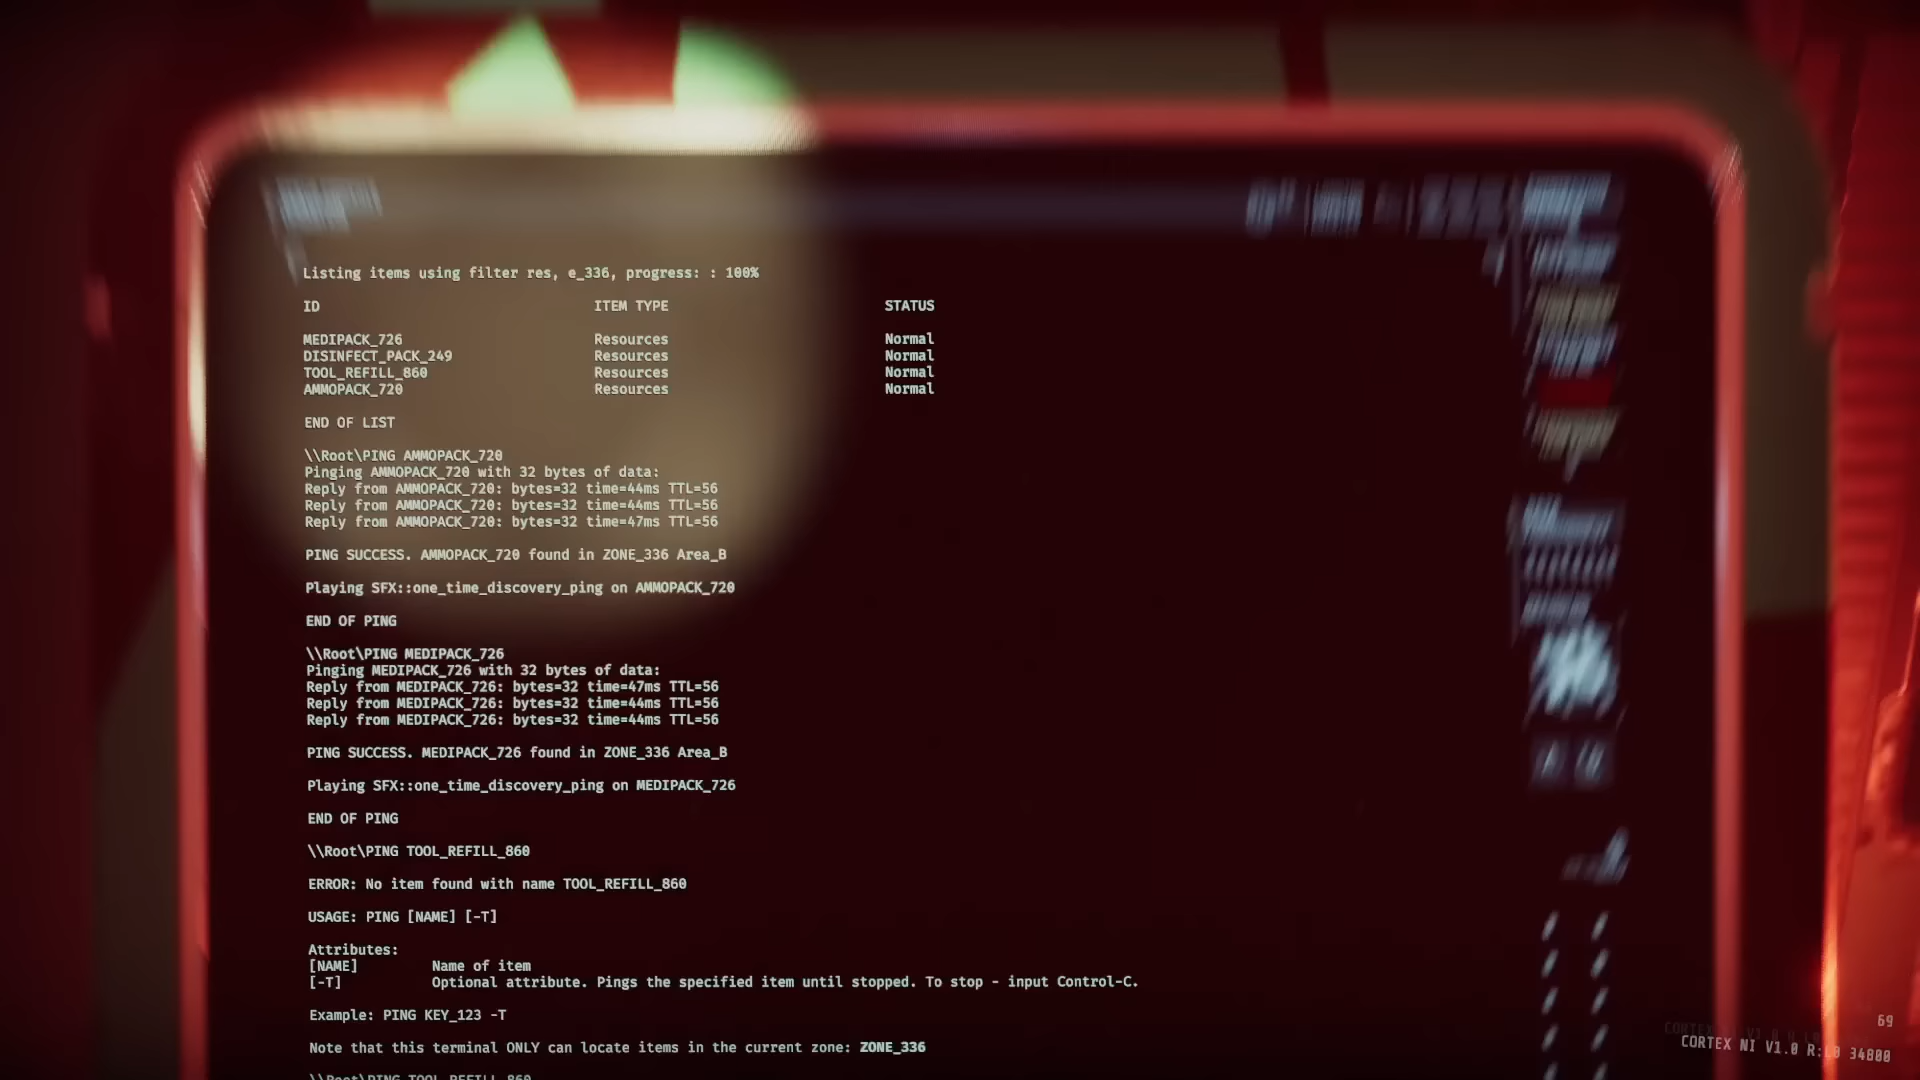 Listing items using filter res, e_336, progress: : 100%
ID ITEM TYPE STATUS
MEDIPACK_726 Resources Normal
DISINFECT_PACK_249 Resources Normal
TOOL_REFILL_860 Resources Normal
AMMOPACK_720 Resources Normal
END OF LIST
\\Root\PING AMMOPACK_720
Pinging AMMOPACK_720 with 32 bytes of data:
Reply from AMMOPACK_720: bytes=32 time=44ms TTL=56
Reply from AMMOPACK_720: bytes=32 time=44ms TTL=56
Reply from AMMOPACK_720: bytes=32 time=47ms TTL=56
PING SUCCESS. AMMOPACK_720 found in ZONE_336 Area_B
Playing SFX::one_time_discovery_ping on AMMOPACK_720
END OF PING
\\Root\PING MEDIPACK_726
Pinging MEDIPACK_726 with 32 bytes of data:
Reply from MEDIPACK_726: bytes=32 time=47ms TTL=56
Reply from MEDIPACK_726: bytes=32 time=44ms TTL=56
Reply from MEDIPACK_726: bytes=32 time=44ms TTL=56
PING SUCCESS. MEDIPACK_726 found in ZONE_336 Area_B
Playing SFX::one_time_discovery_ping on MEDIPACK_726
END OF PING
\\Root\PING TOOL_REFILL_860
ERROR: No item found with name TOOL_REFILL_860
USAGE: PING [NAME] [-T]
Attributes:
[NAME] Name of item
[-T] Optional attribute. Pings the specified item until stopped. To stop - input Control-C.
Example: PING KEY_123 -T
Note that this terminal ONLY can locate items in the current zone: ZONE_336
\\Root\PING TOOL_REFILL_860
69
CORTEX NI V1.0 R:L0 34800